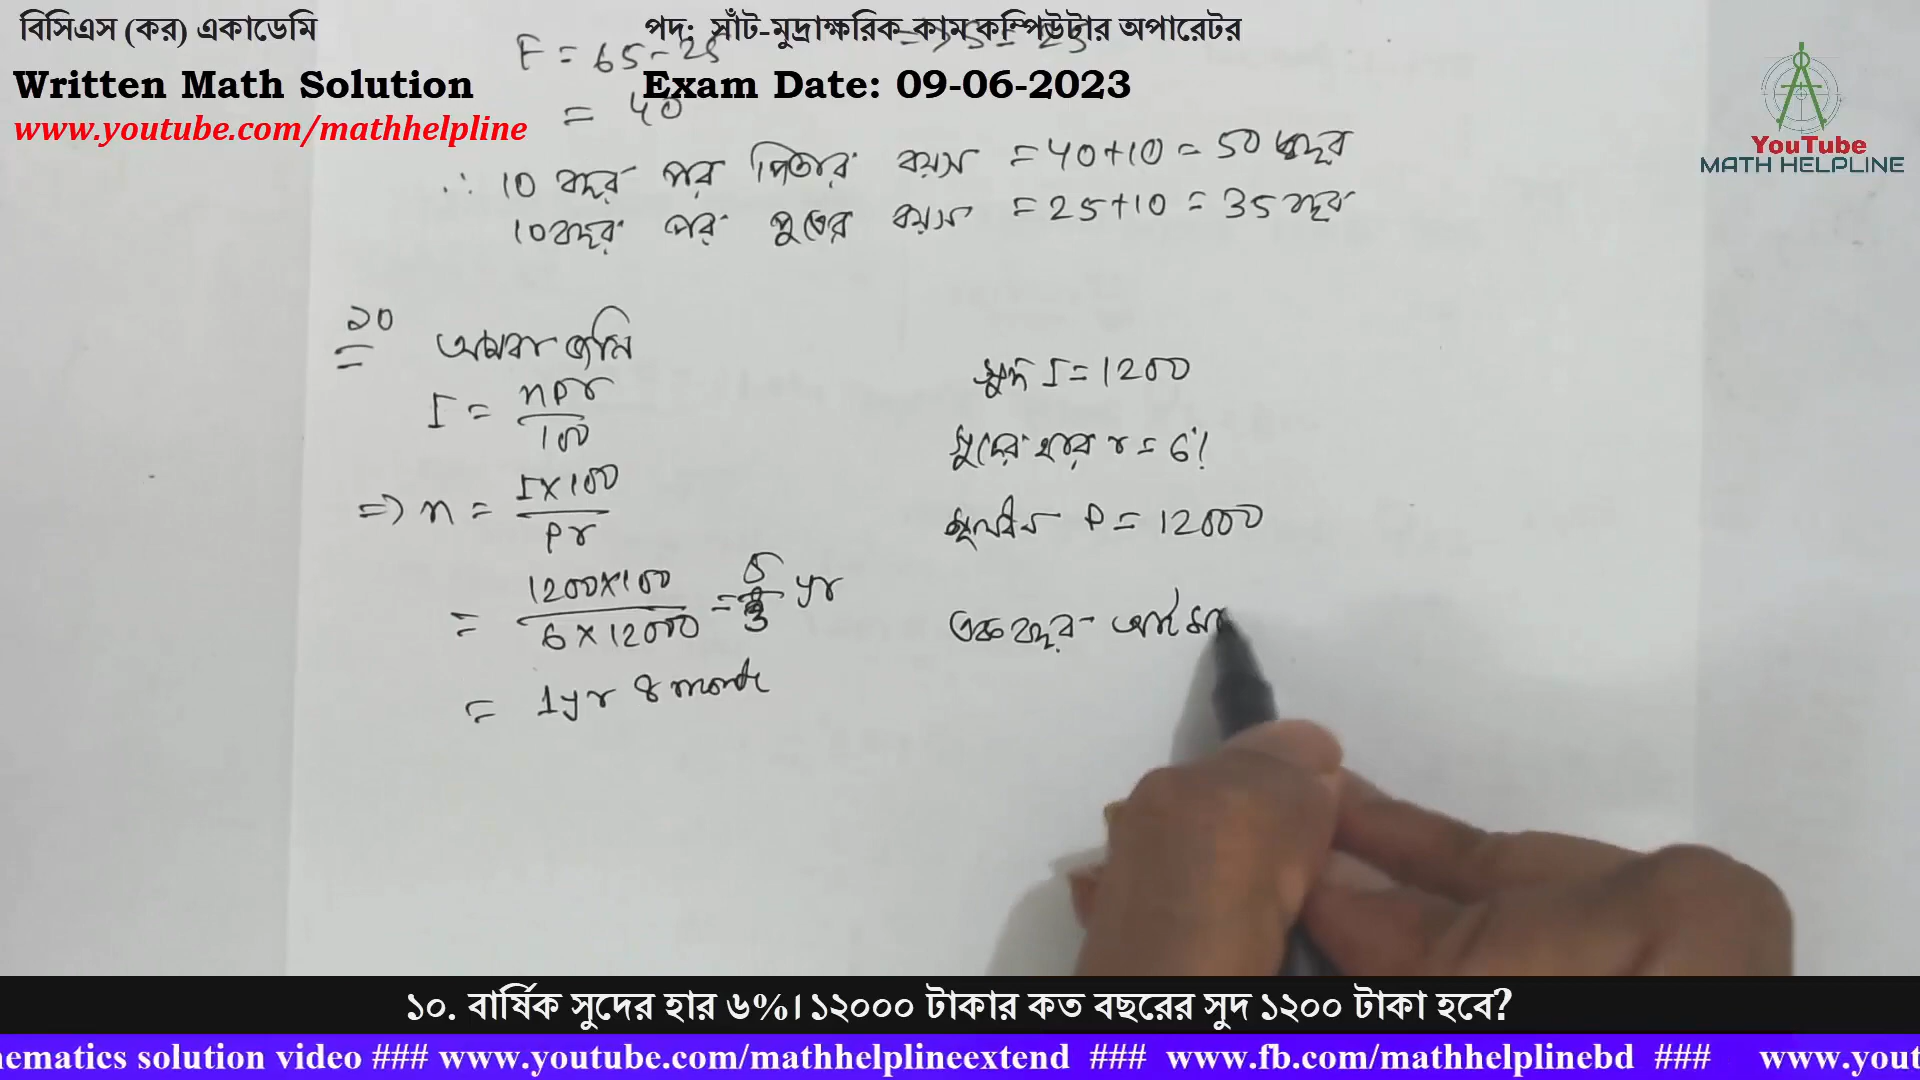 বিসিএস (কর) একাডেমি
পদ: সাঁট-মুদ্রাক্ষরিক কাম কম্পিউটার অপারেটর
Written Math Solution
Exam Date: 09-06-2023
www.youtube.com/mathhelpline
YouTube
MATH HELPLINE
F = 65 - 25
= 40
∴ 10 বছর পর পিতার বয়স = 40+10 = 50 বছর
10 বছর পর পুত্রের বয়স = 25+10 = 35 বছর
১০
আমরা জানি
I = npr/100
=> n = I×100/pr
= 1200×100/6×12000 = 5/3 yr
= 1yr 8 month
সুদ I = 1200
সুদের হার r = 6%
মূলধন P = 12000
এক বছর আট মা
১০. বার্ষিক সুদের হার ৬%। ১২০০০ টাকার কত বছরের সুদ ১২০০ টাকা হবে?
ematics solution video ### www.youtube.com/mathhelplineextend ### www.fb.com/mathhelplinebd ### www.yout